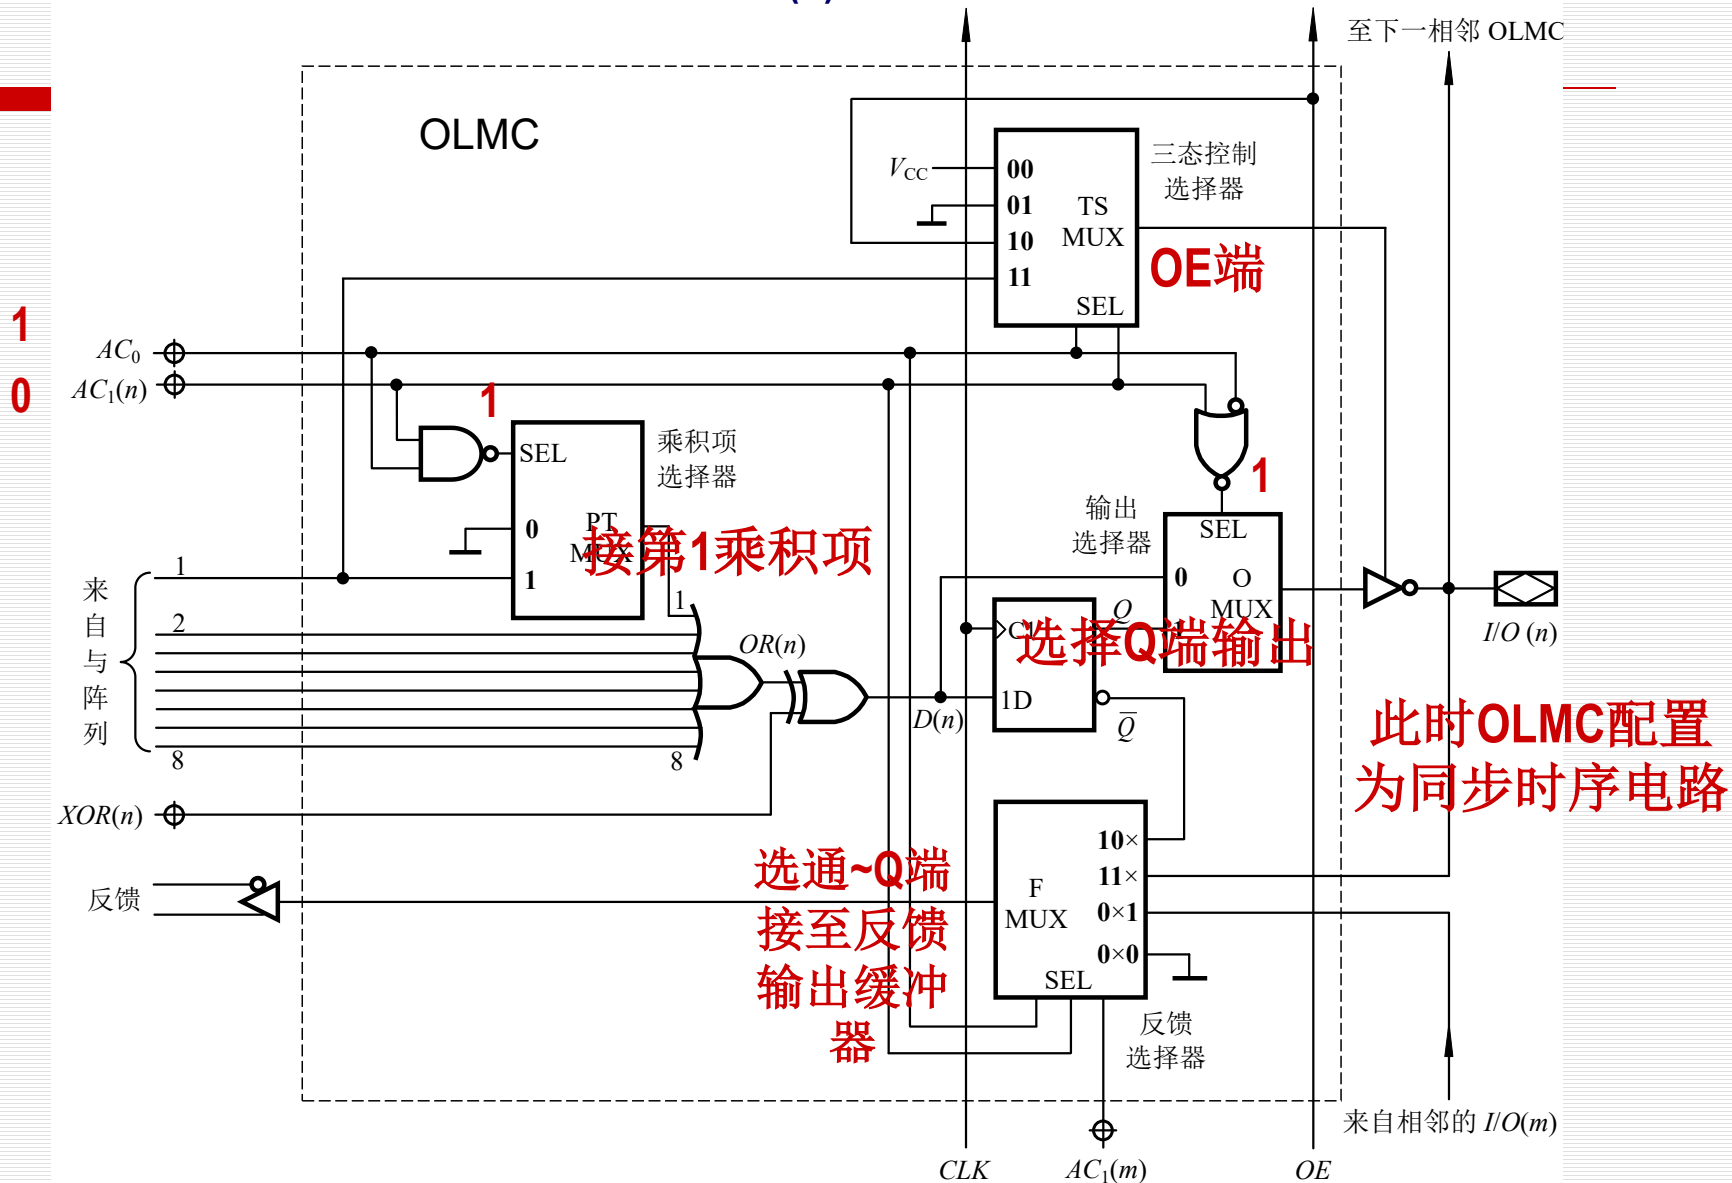 至下一相邻 OLMC
OLMC
三态控制
选择器
V_CC
00
01
10
11
TS
MUX
SEL
OE端
1
0
AC₀
AC₁(n)
1
SEL
乘积项
选择器
0
1
PT
MUX
接第1乘积项
1
输出
选择器
SEL
0
O
MUX
来
自
与
阵
列
1
2
8
1
8
OR(n)
D(n)
C1
1D
Q
Q̅
选择Q端输出
I/O (n)
此时OLMC配置
为同步时序电路
XOR(n)
反馈
选通~Q端
接至反馈
输出缓冲
器
F
MUX
10×
11×
0×1
0×0
SEL
反馈
选择器
来自相邻的 I/O(m)
CLK
AC₁(m)
OE